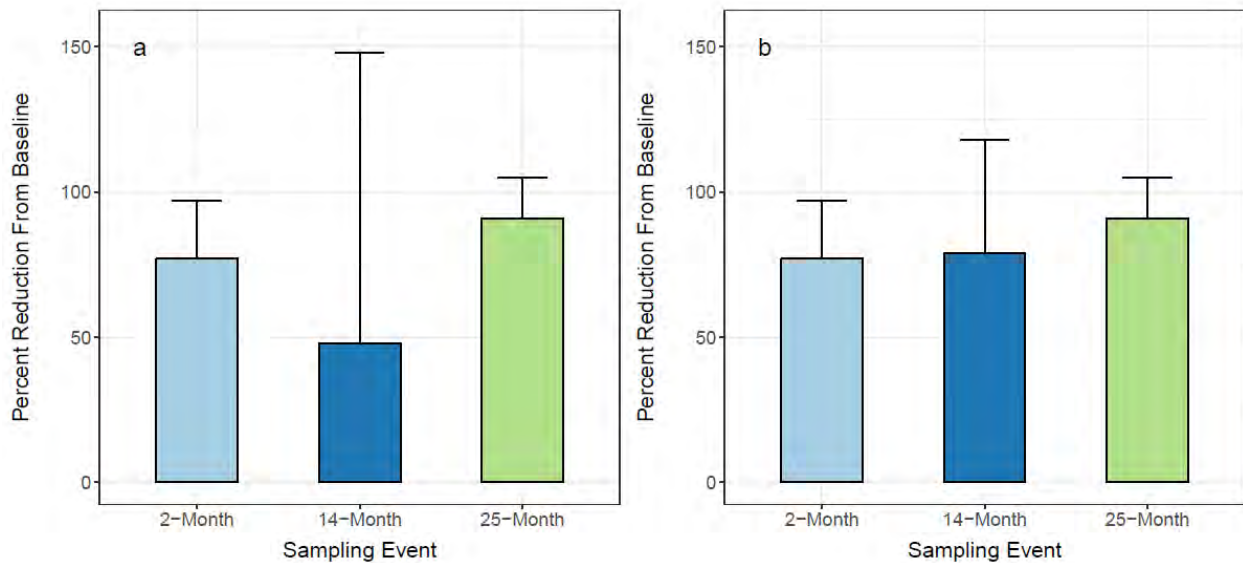 a
Percent Reduction From Baseline
150
100
50
0
2-Month
14-Month
25-Month
Sampling Event
b
Percent Reduction From Baseline
150
100
50
0
2-Month
14-Month
25-Month
Sampling Event